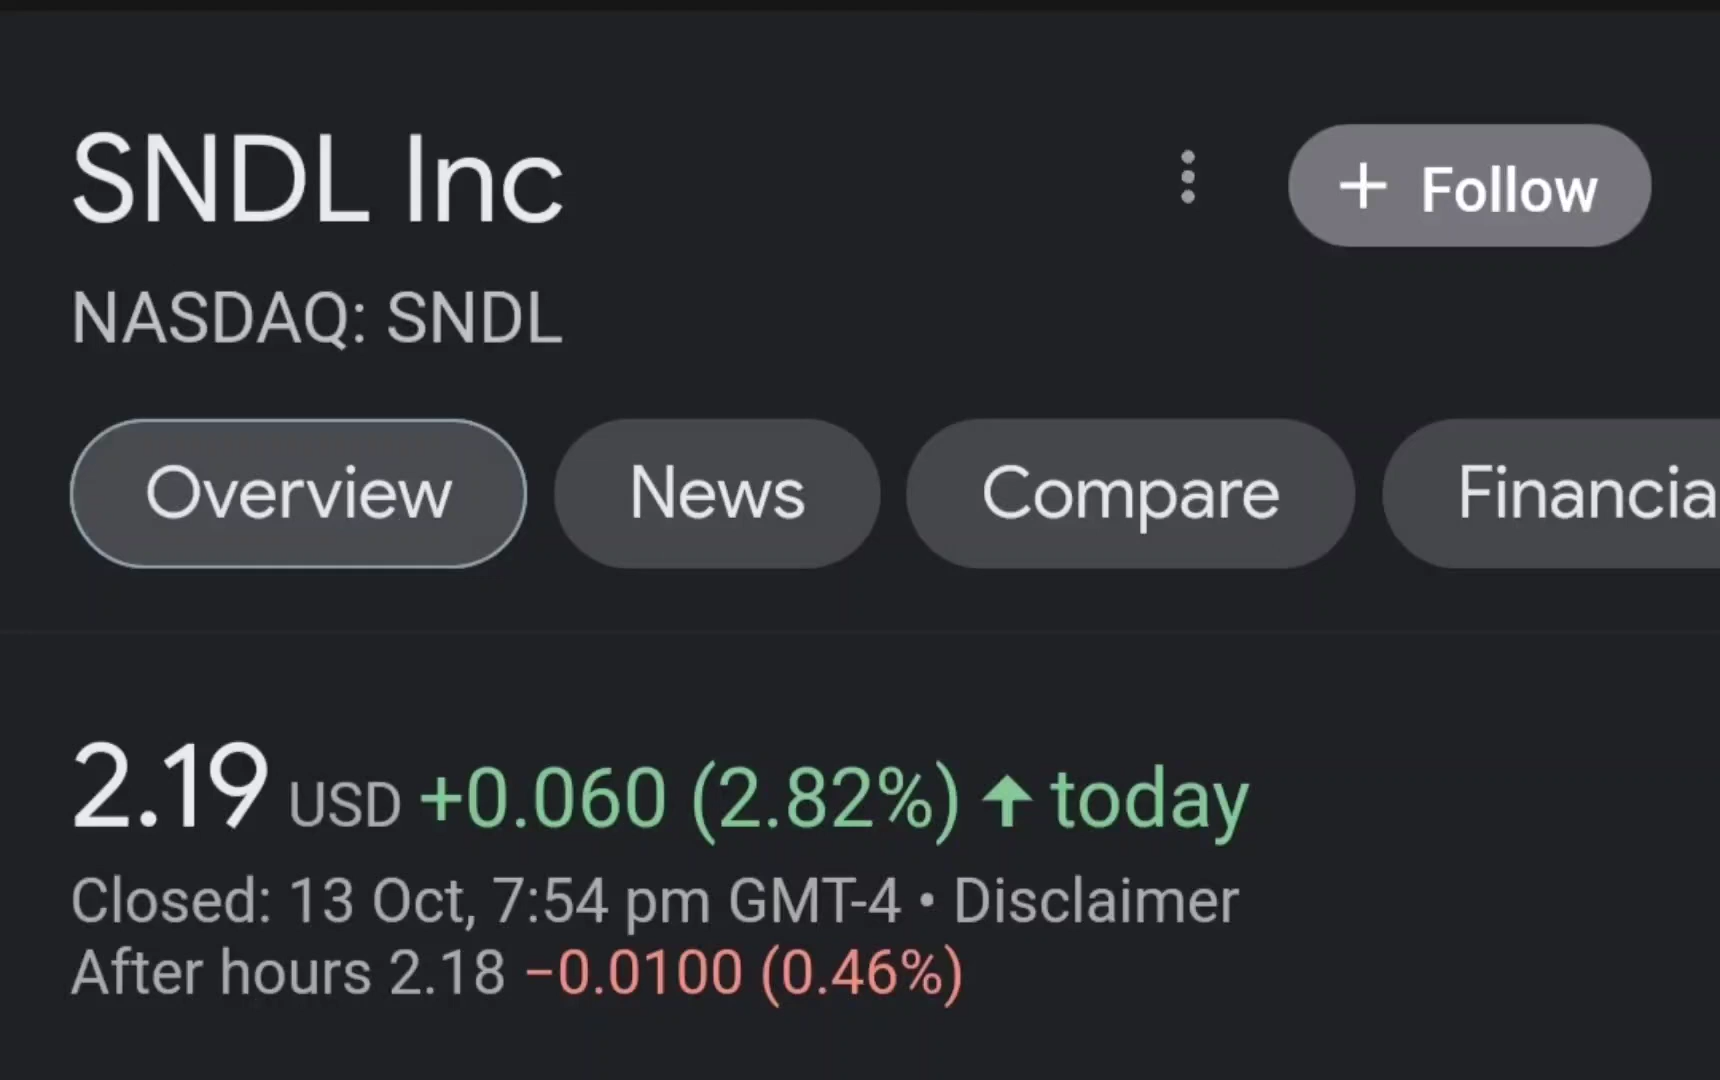 SNDL Inc
+ Follow
NASDAQ: SNDL
Overview
News
Compare
Financia
2.19 USD +0.060 (2.82%) ↑ today
Closed: 13 Oct, 7:54 pm GMT-4 • Disclaimer
After hours 2.18 −0.0100 (0.46%)